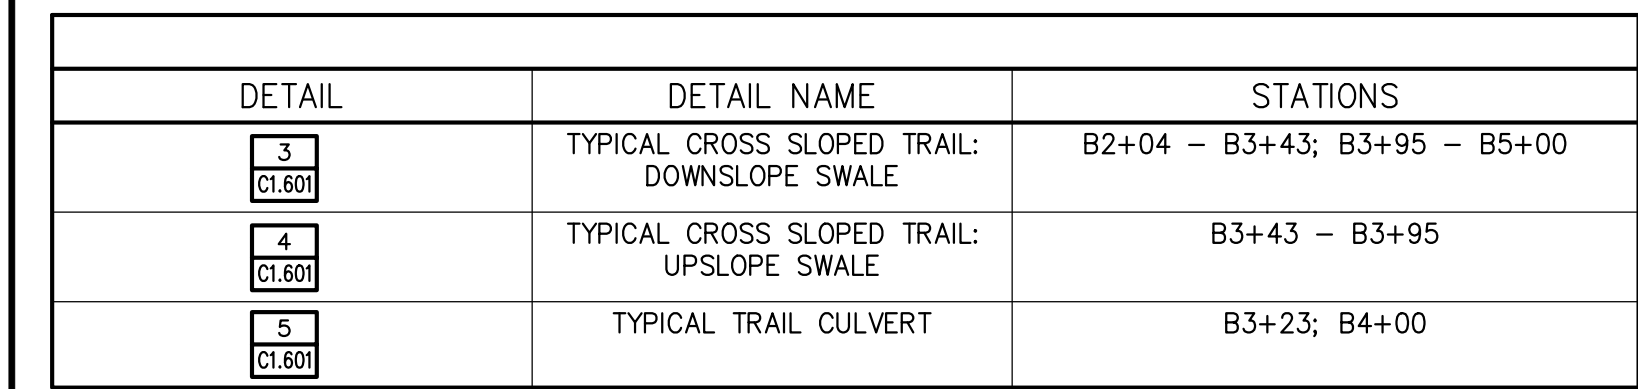 DETAIL DETAIL NAME STATIONS
3
C1.601
TYPICAL CROSS SLOPED TRAIL:
DOWNSLOPE SWALE
B2+04 – B3+43; B3+95 – B5+00
4
C1.601
TYPICAL CROSS SLOPED TRAIL:
UPSLOPE SWALE
B3+43 – B3+95
5
C1.601
TYPICAL TRAIL CULVERT
B3+23; B4+00